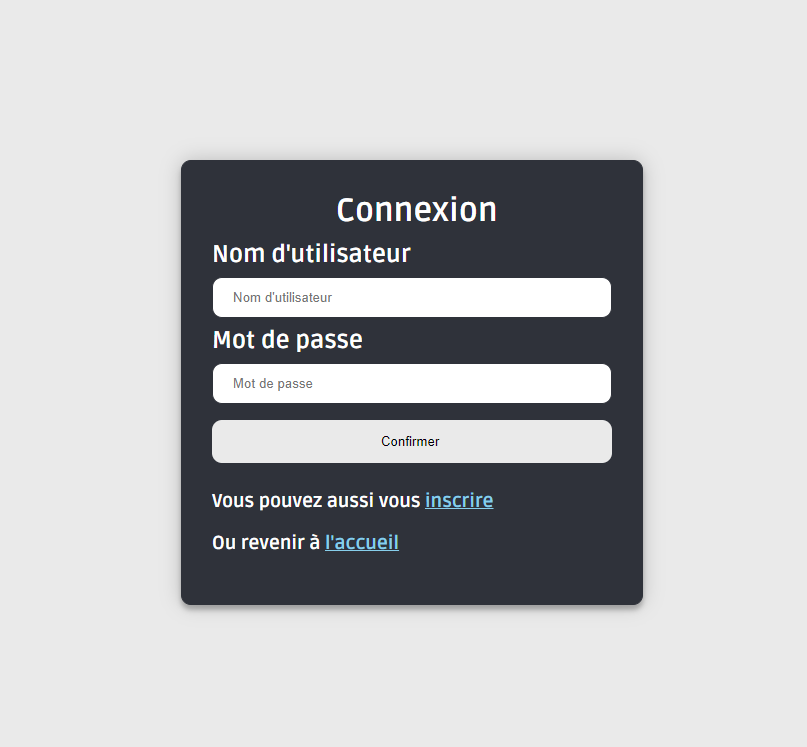 Connexion
Nom d'utilisateur
Nom d'utilisateur
Mot de passe
Mot de passe
Confirmer
Vous pouvez aussi vous inscrire
Ou revenir à l'accueil